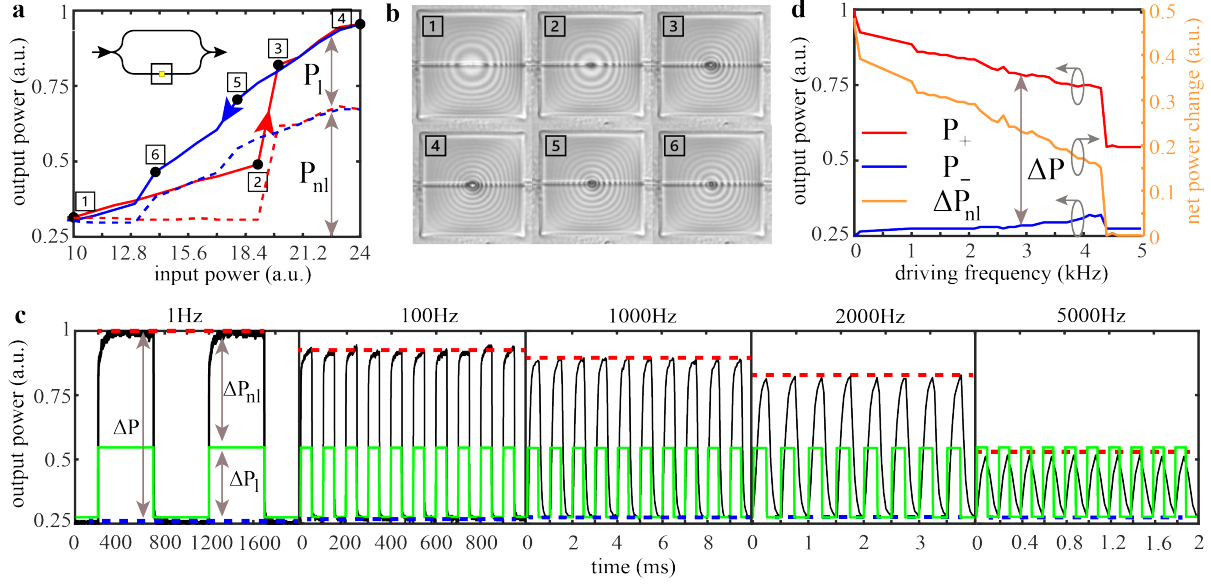 a
output power (a.u.)
1
0.75
0.5
0.25
10 12.8 15.6 18.4 21.2 24
input power (a.u.)
1
2
3
4
5
6
P_l
P_nl
b
1 2 3
4 5 6
d
output power (a.u.)
1
0.75
0.5
0.25
0 1 2 3 4 5
driving frequency (kHz)
0.5
0.4
0.3
0.2
0.1
0
net power change (a.u.)
P_+
P_−
ΔP_nl
ΔP
c
1Hz 100Hz 1000Hz 2000Hz 5000Hz
output power (a.u.)
1
0.75
0.5
0.25
ΔP
ΔP_nl
ΔP_l
0 400 800 1200 1600 0 200 400 600 800 0 2 4 6 8 0 1 2 3 0 0.4 0.8 1.2 1.6 2
time (ms)